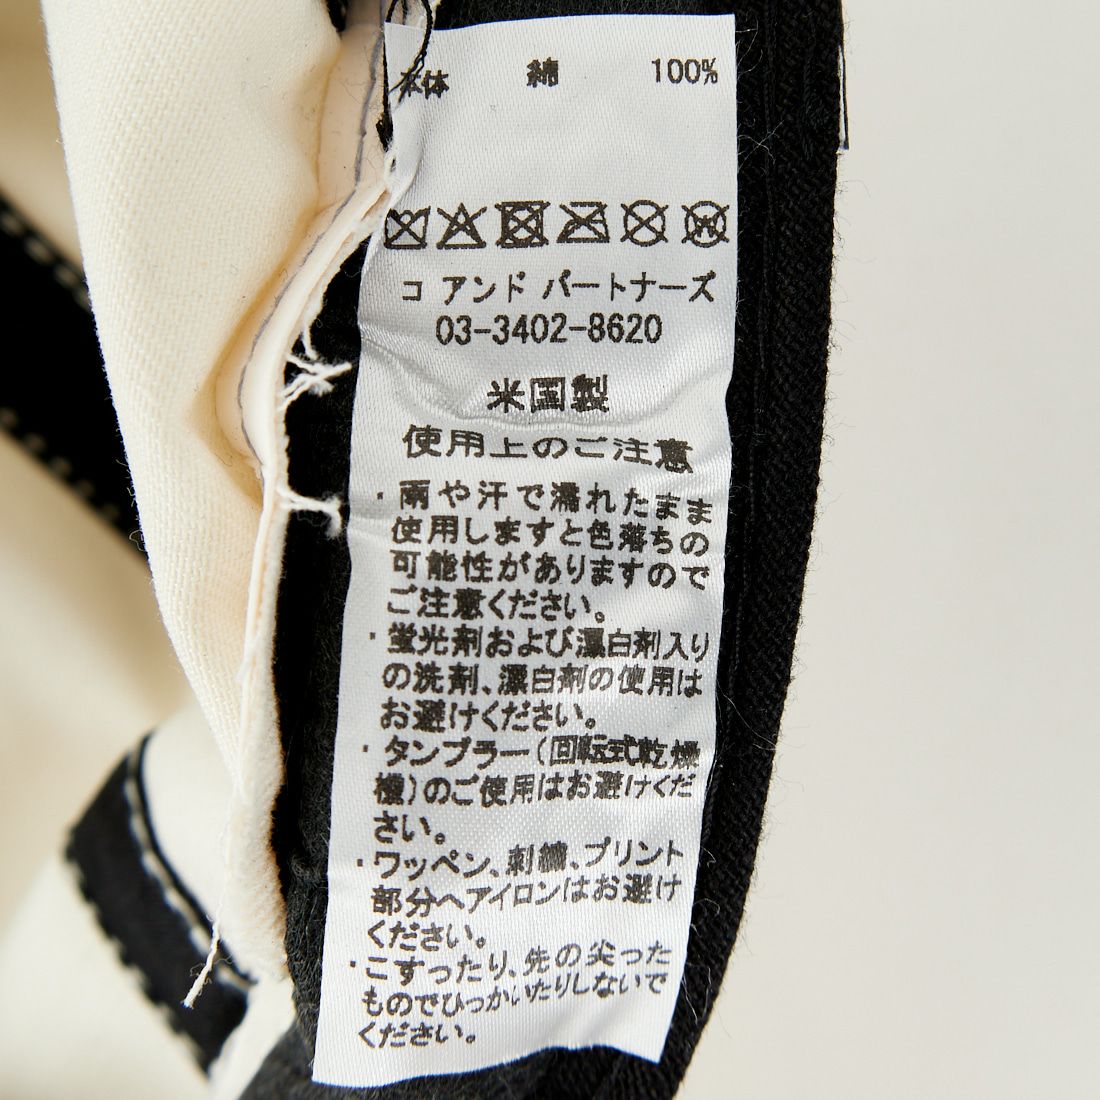 本体 綿 100%
コ アンド パートナーズ
03-3402-8620
米国製
使用上のご注意
・雨や汗で濡れたまま
使用しますと色落ちの
可能性がありますので
ご注意ください。
・蛍光剤および漂白剤入り
の洗剤、漂白剤の使用は
お避けください。
・タンブラー(回転式乾燥
機)のご使用はお避けくだ
さい。
・ワッペン、刺繍、プリント
部分へアイロンはお避け
ください。
・こすったり、先の尖った
ものでひっかいたりしないで
ください。